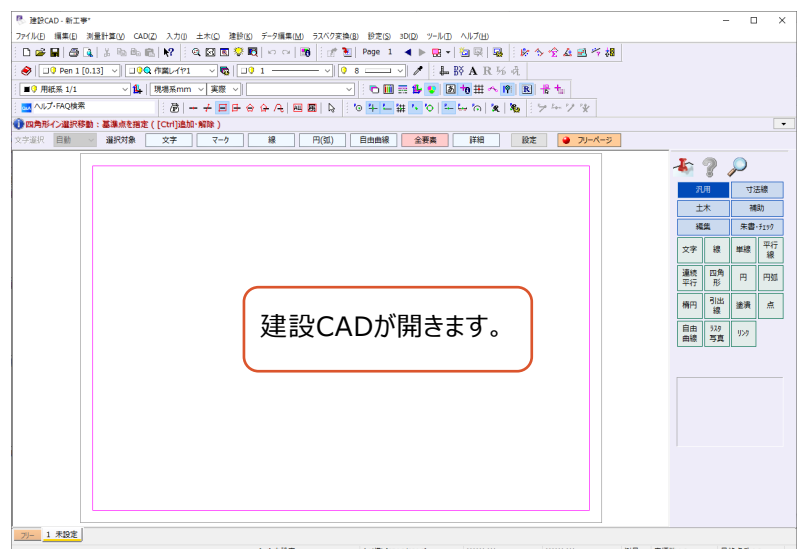 建設CAD - 新工事*
ファイル(F) 編集(E) 測量計算(V) CAD(Z) 入力(I) 土木(C) 建設(K) データ編集(M) ラスベク変換(B) 設定(S) 3D(D) ツール(T) ヘルプ(H)
Page 1
Pen 1 [0.13] 作業レイヤ1 1 8
用紙系 1/1 現場系mm 実際
ヘルプ・FAQ検索
四角形イン選択移動：基準点を指定 ( [Ctrl]追加・解除 )
文字選択 自動 選択対象 文字 マーク 線 円(弧) 自由曲線 全要素 詳細 設定 フリーページ
汎用 寸法線
土木 補助
編集 朱書・チェック
文字 線 単線 平行線
連続平行 四角形 円 円弧
楕円 引出線 塗潰 点
自由曲線 ラスタ写真 リンク
建設CADが開きます。
フリー 1 未設定